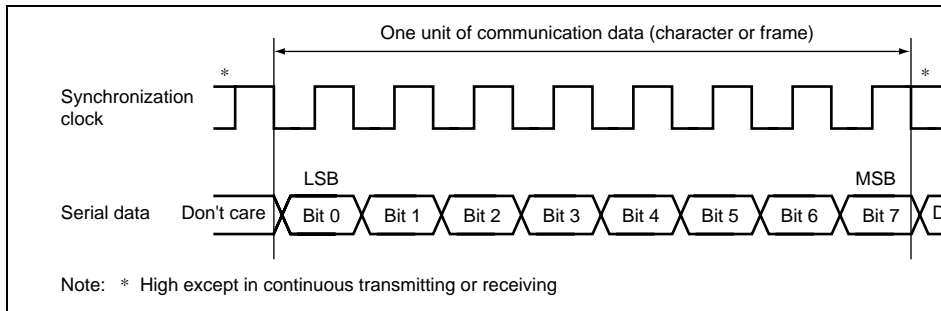 One unit of communication data (character or frame)
* *
Synchronization
clock
LSB MSB
Serial data Don't care Bit 0 Bit 1 Bit 2 Bit 3 Bit 4 Bit 5 Bit 6 Bit 7
Note: * High except in continuous transmitting or receiving